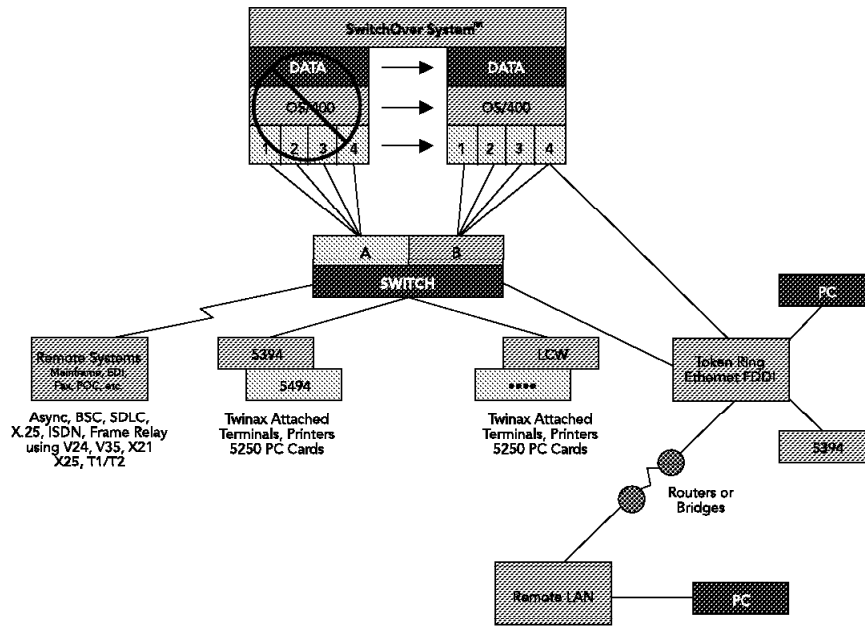 SwitchOver System™
DATA
DATA
OS/400
OS/400
1 2 3 4
1 2 3 4
A B
SWITCH
PC
Remote Systems
Mainframe, EDI,
Fax, POC, etc.
5394
5494
LCW
••••
Token Ring
Ethernet FDDI
Async, BSC, SDLC,
X.25, ISDN, Frame Relay
using V24, V35, X21
X25, T1/T2
Twinax Attached
Terminals, Printers
5250 PC Cards
Twinax Attached
Terminals, Printers
5250 PC Cards
5394
Routers or
Bridges
Remote LAN
PC